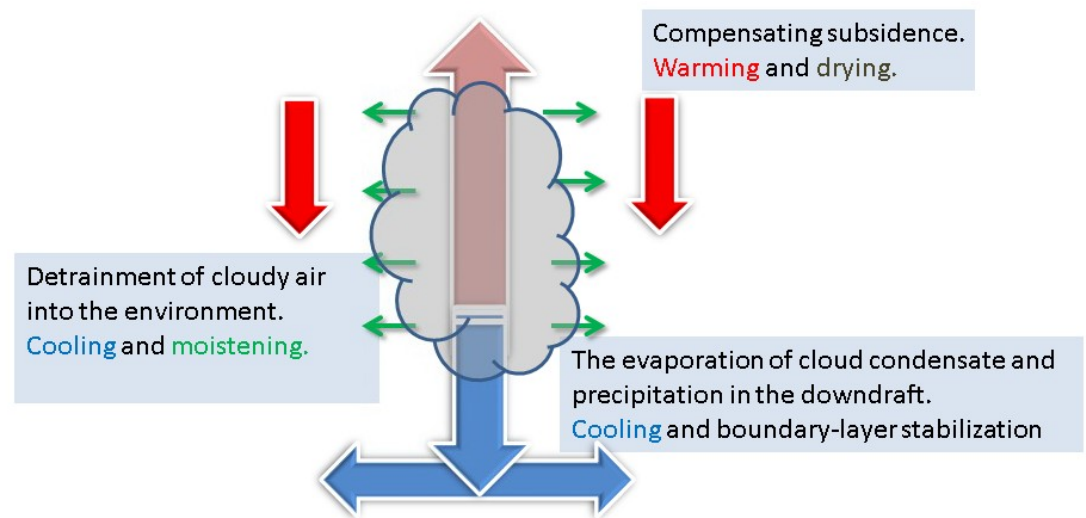 Compensating subsidence.
Warming and drying.
Detrainment of cloudy air
into the environment.
Cooling and moistening.
The evaporation of cloud condensate and
precipitation in the downdraft.
Cooling and boundary-layer stabilization